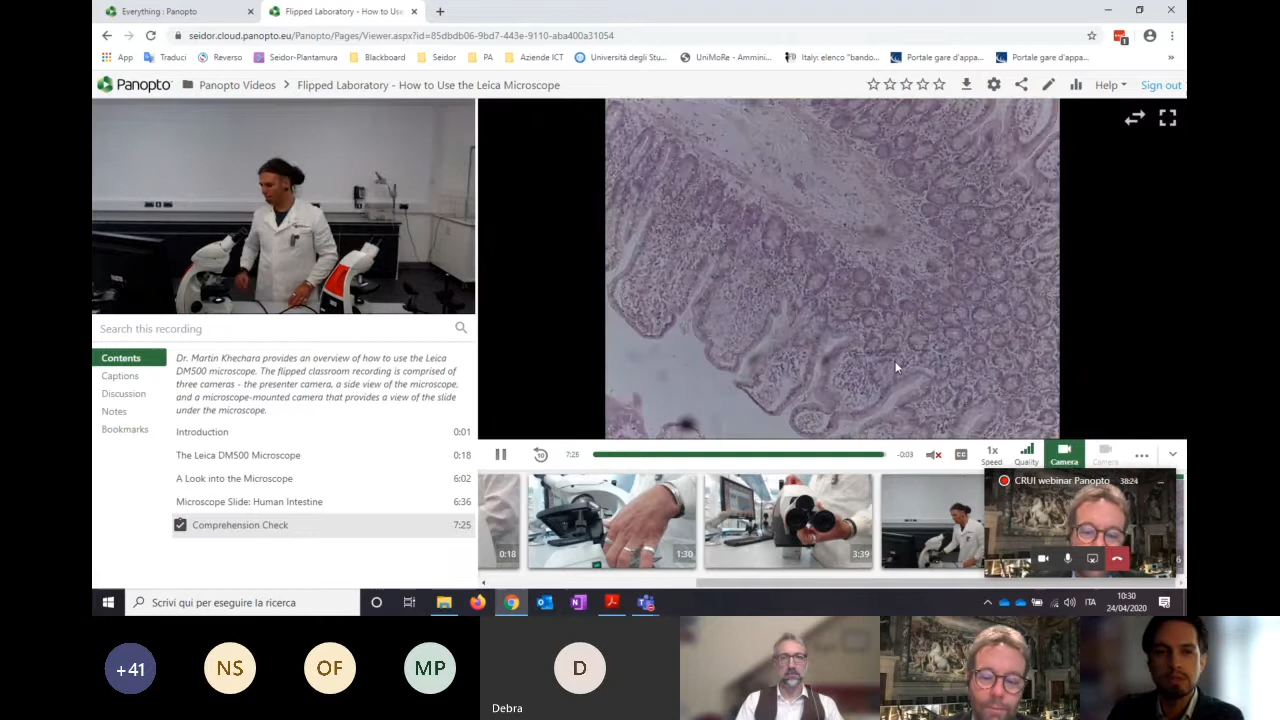 Everything : Panopto
Flipped Laboratory - How to Use
seidor.cloud.panopto.eu/Panopto/Pages/Viewer.aspx?id=85dbdb06-9bd7-443e-9110-aba400a31054
App Traduci Reverso Seidor-Plantamura Blackboard Seidor PA Aziende ICT Università degli Stu... UniMoRe - Ammini... Italy: elenco "bando... Portale gare d'appa... Portale gare d'appa... »
Panopto Panopto Videos > Flipped Laboratory - How to Use the Leica Microscope Help Sign out
Search this recording
Contents
Captions
Discussion
Notes
Bookmarks
Dr. Martin Khechara provides an overview of how to use the Leica
DM500 microscope. The flipped classroom recording is comprised of
three cameras - the presenter camera, a side view of the microscope,
and a microscope-mounted camera that provides a view of the slide
under the microscope.
Introduction 0:01
The Leica DM500 Microscope 0:18
A Look into the Microscope 6:02
Microscope Slide: Human Intestine 6:36
Comprehension Check 7:25
10 7:25 -0:03 CC 1x
Speed Quality Camera Camera
0:18 1:30 3:39
CRUI webinar Panopto 38:24
Scrivi qui per eseguire la ricerca
ITA
10:30
24/04/2020
+41 NS OF MP D
Debra